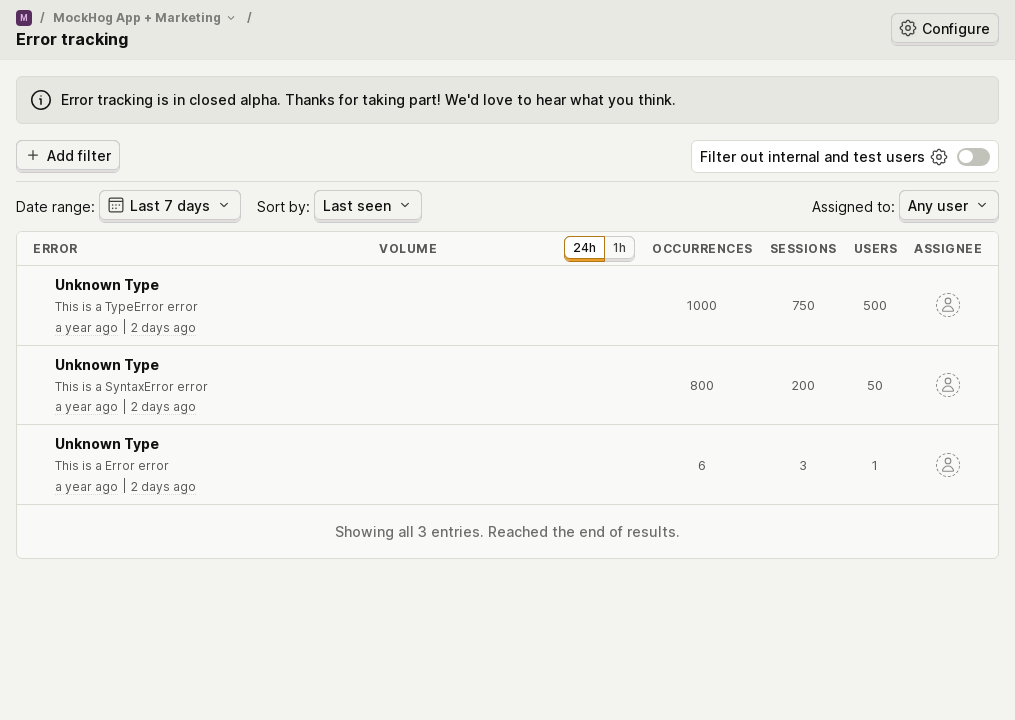 M / MockHog App + Marketing /
Error tracking
Configure
Error tracking is in closed alpha. Thanks for taking part! We'd love to hear what you think.
Add filter
Filter out internal and test users
Date range: Last 7 days Sort by: Last seen Assigned to: Any user
ERROR VOLUME 24h 1h OCCURRENCES SESSIONS USERS ASSIGNEE
Unknown Type
This is a TypeError error 1000 750 500
a year ago | 2 days ago
Unknown Type
This is a SyntaxError error 800 200 50
a year ago | 2 days ago
Unknown Type
This is a Error error 6 3 1
a year ago | 2 days ago
Showing all 3 entries. Reached the end of results.